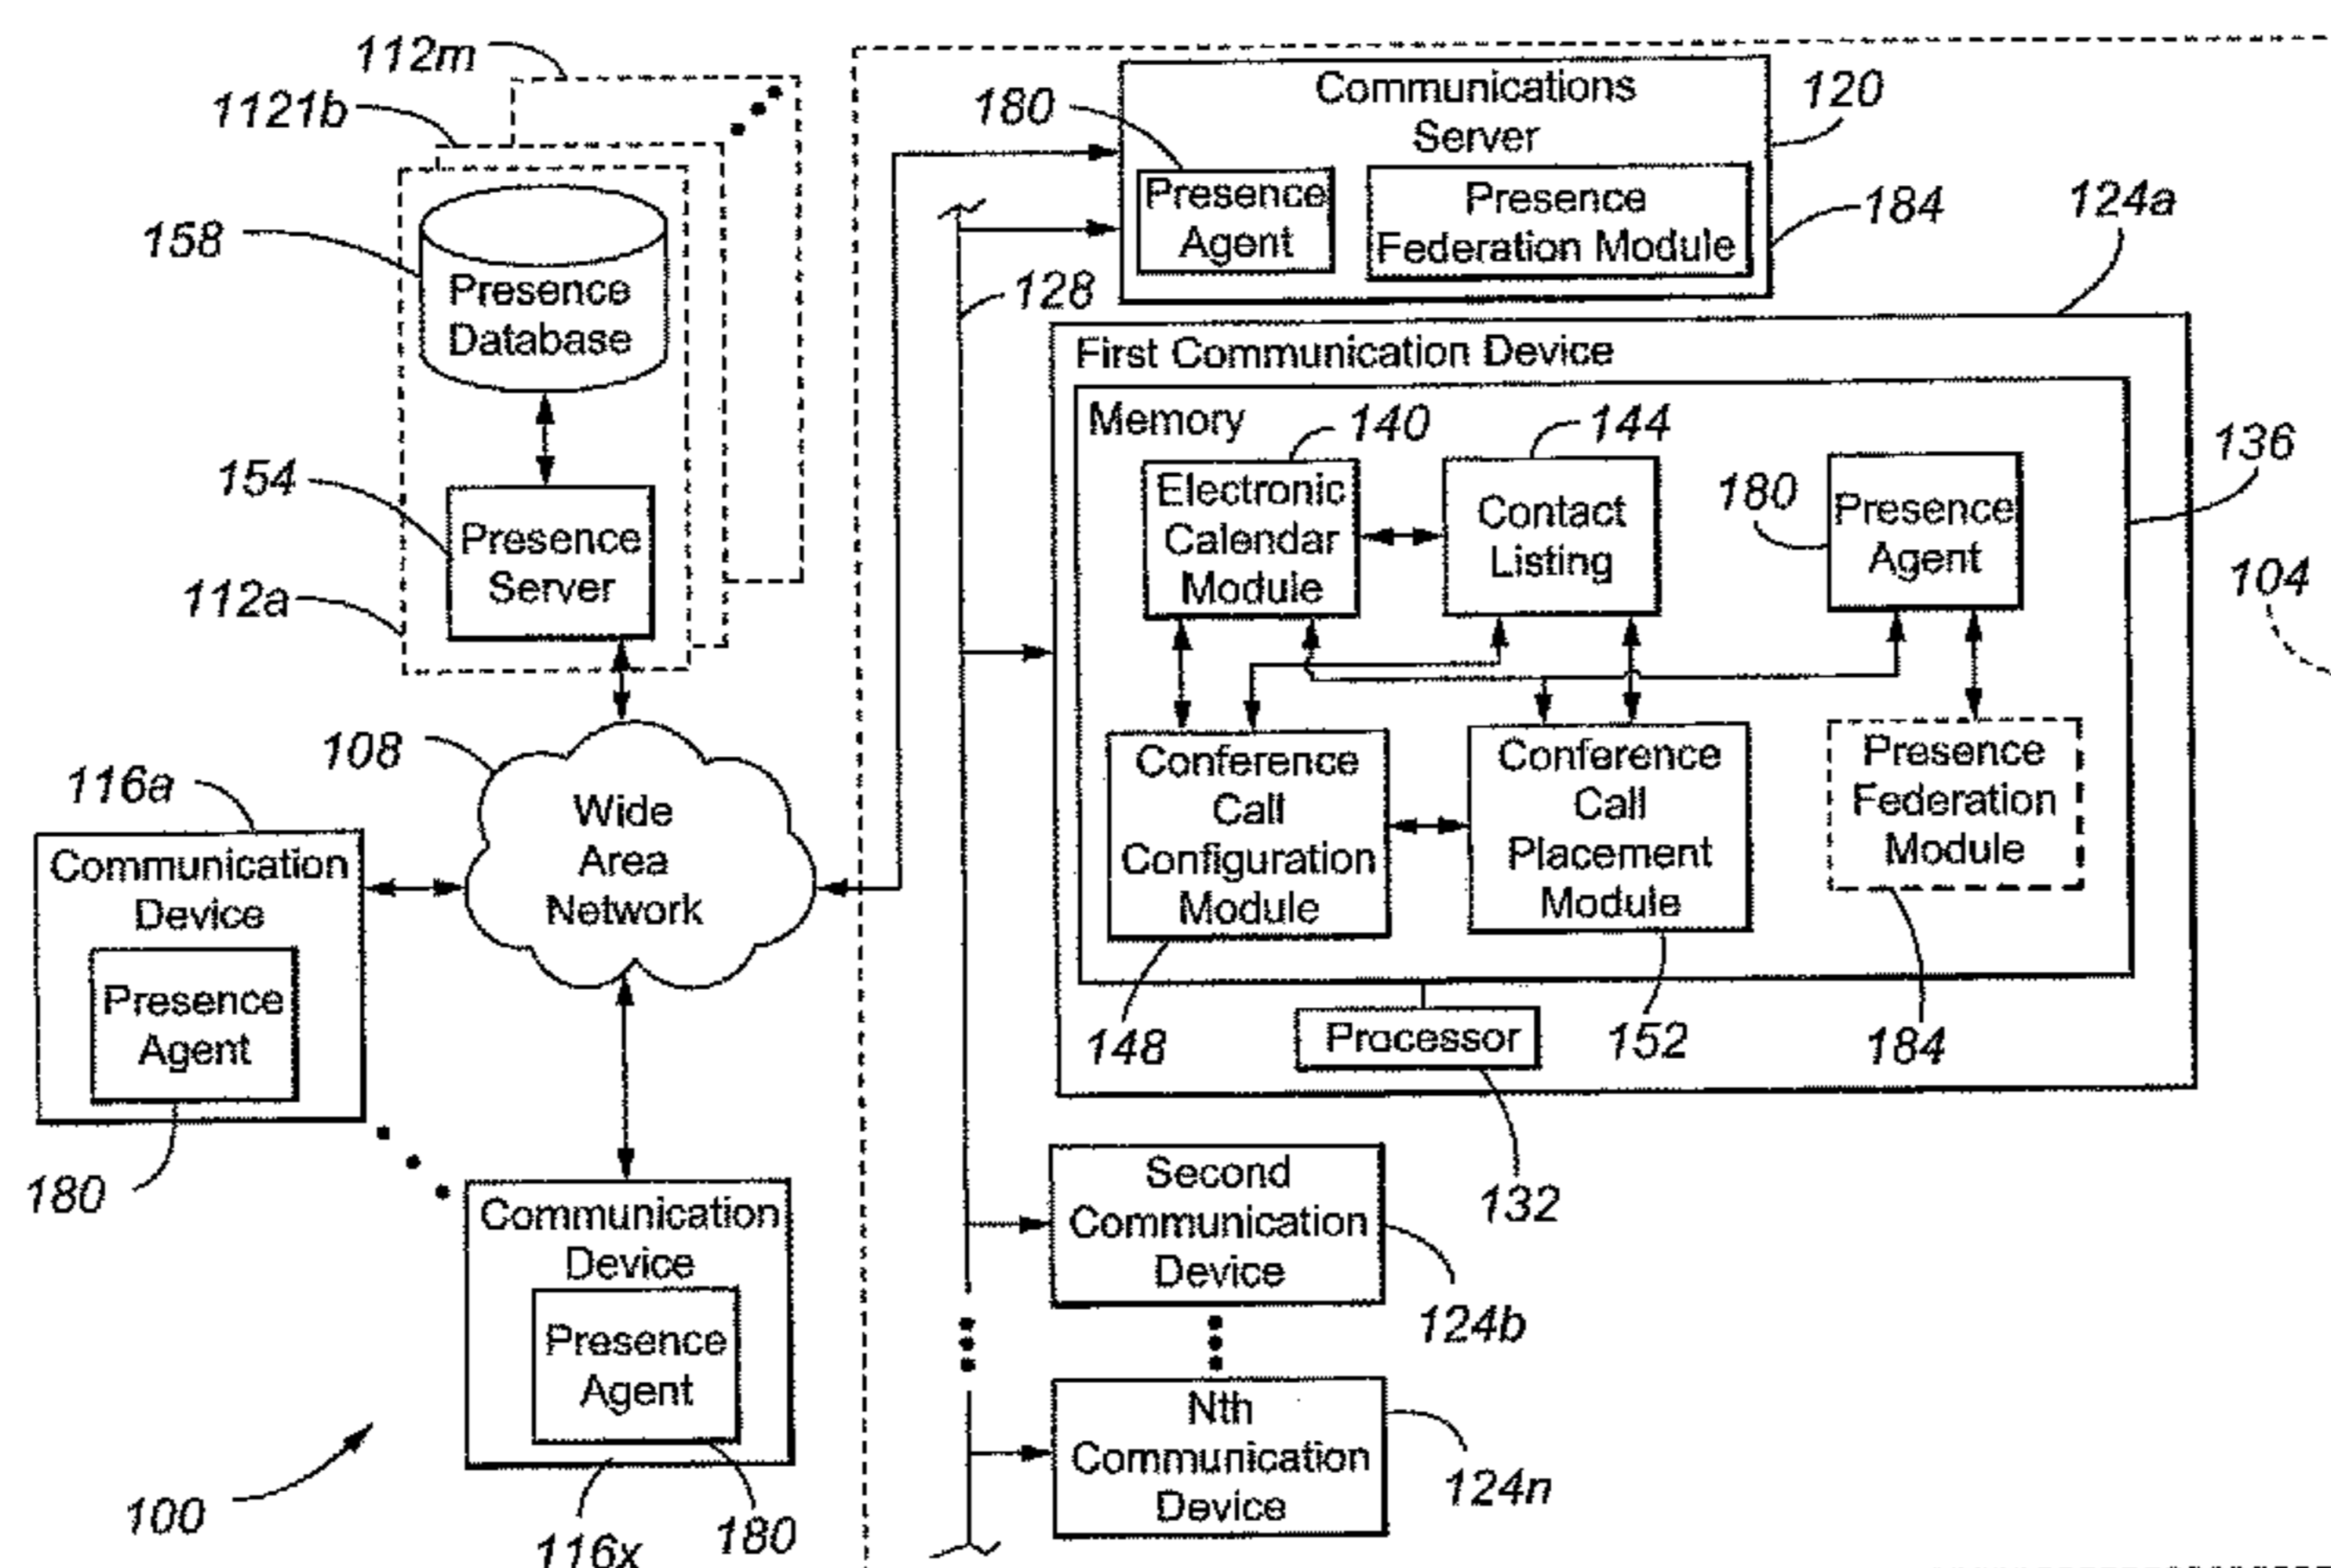 112m
1121b
158
Presence
Database
154
Presence
Server
112a
108
Wide
Area
Network
116a
Communication
Device
Presence
Agent
180
Communication
Device
Presence
Agent
100
116x
180
Communications
Server
120
180
Presence
Agent
Presence
Federation Module
184
128
124a
First Communication Device
Memory
140
144
136
Electronic
Calendar
Module
Contact
Listing
180
Presence
Agent
104
Conference
Call
Configuration
Module
Conference
Call
Placement
Module
Presence
Federation
Module
148
Processor
152
184
132
Second
Communication
Device
124b
Nth
Communication
Device
124n